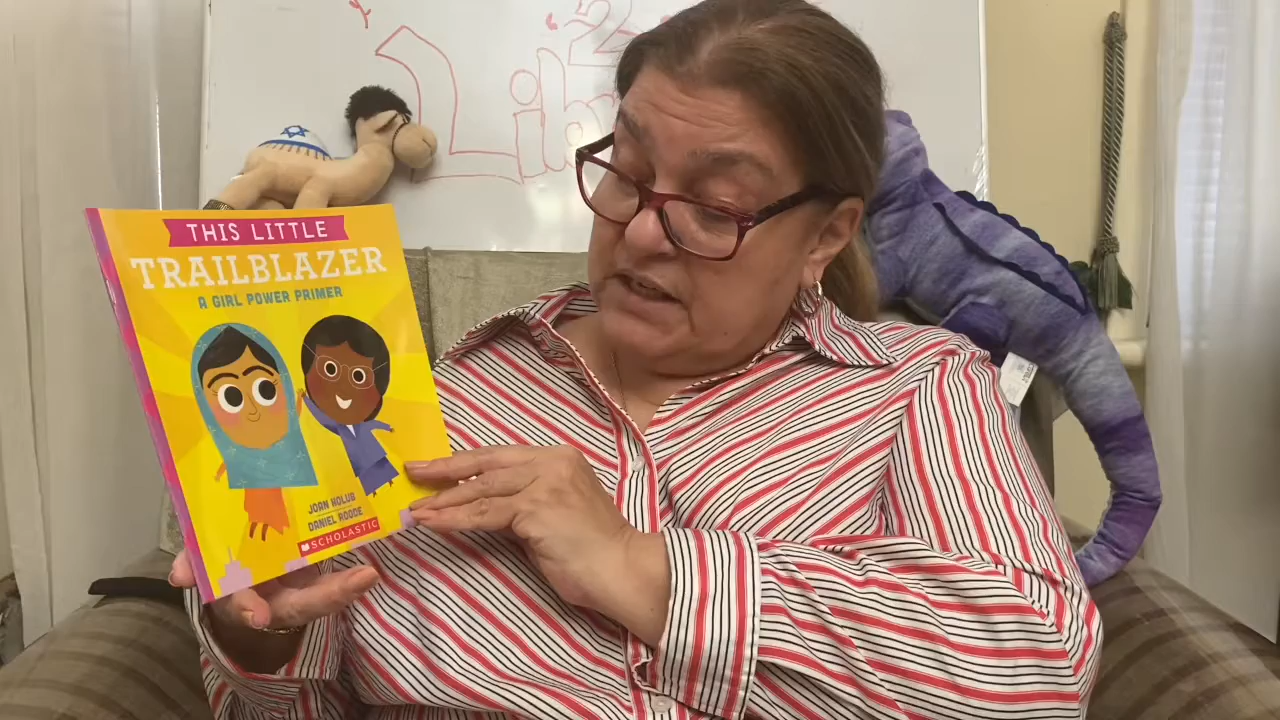 THIS LITTLE
TRAILBLAZER
A GIRL POWER PRIMER
JOAN HOLUB
DANIEL ROODE
SCHOLASTIC